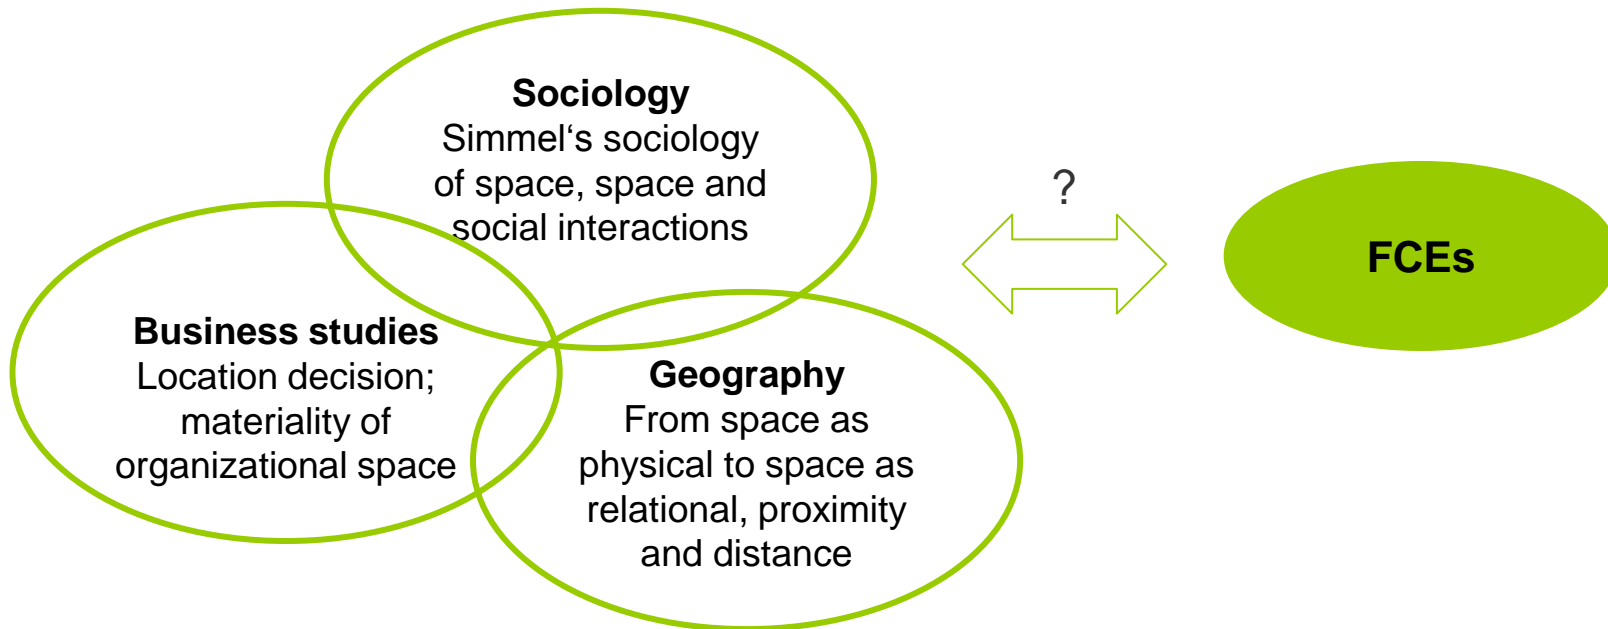 Sociology
Simmel‘s sociology
of space, space and
social interactions
Business studies
Location decision;
materiality of
organizational space
Geography
From space as
physical to space as
relational, proximity
and distance
?
FCEs